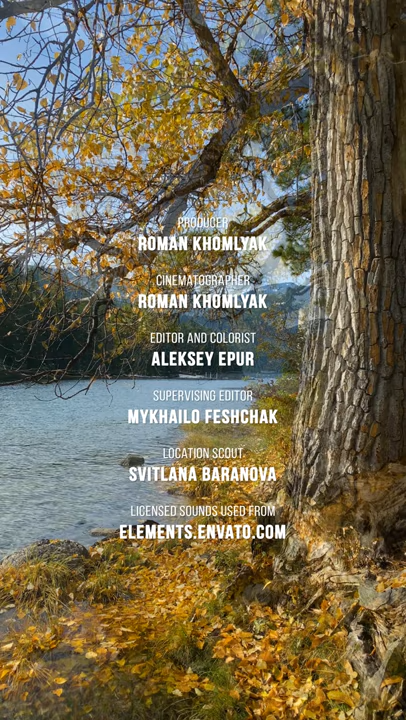 PRODUCER
ROMAN KHOMLYAK
CINEMATOGRAPHER
ROMAN KHOMLYAK
EDITOR AND COLORIST
ALEKSEY EPUR
SUPERVISING EDITOR
MYKHAILO FESHCHAK
LOCATION SCOUT
SVITLANA BARANOVA
LICENSED SOUNDS USED FROM
ELEMENTS.ENVATO.COM